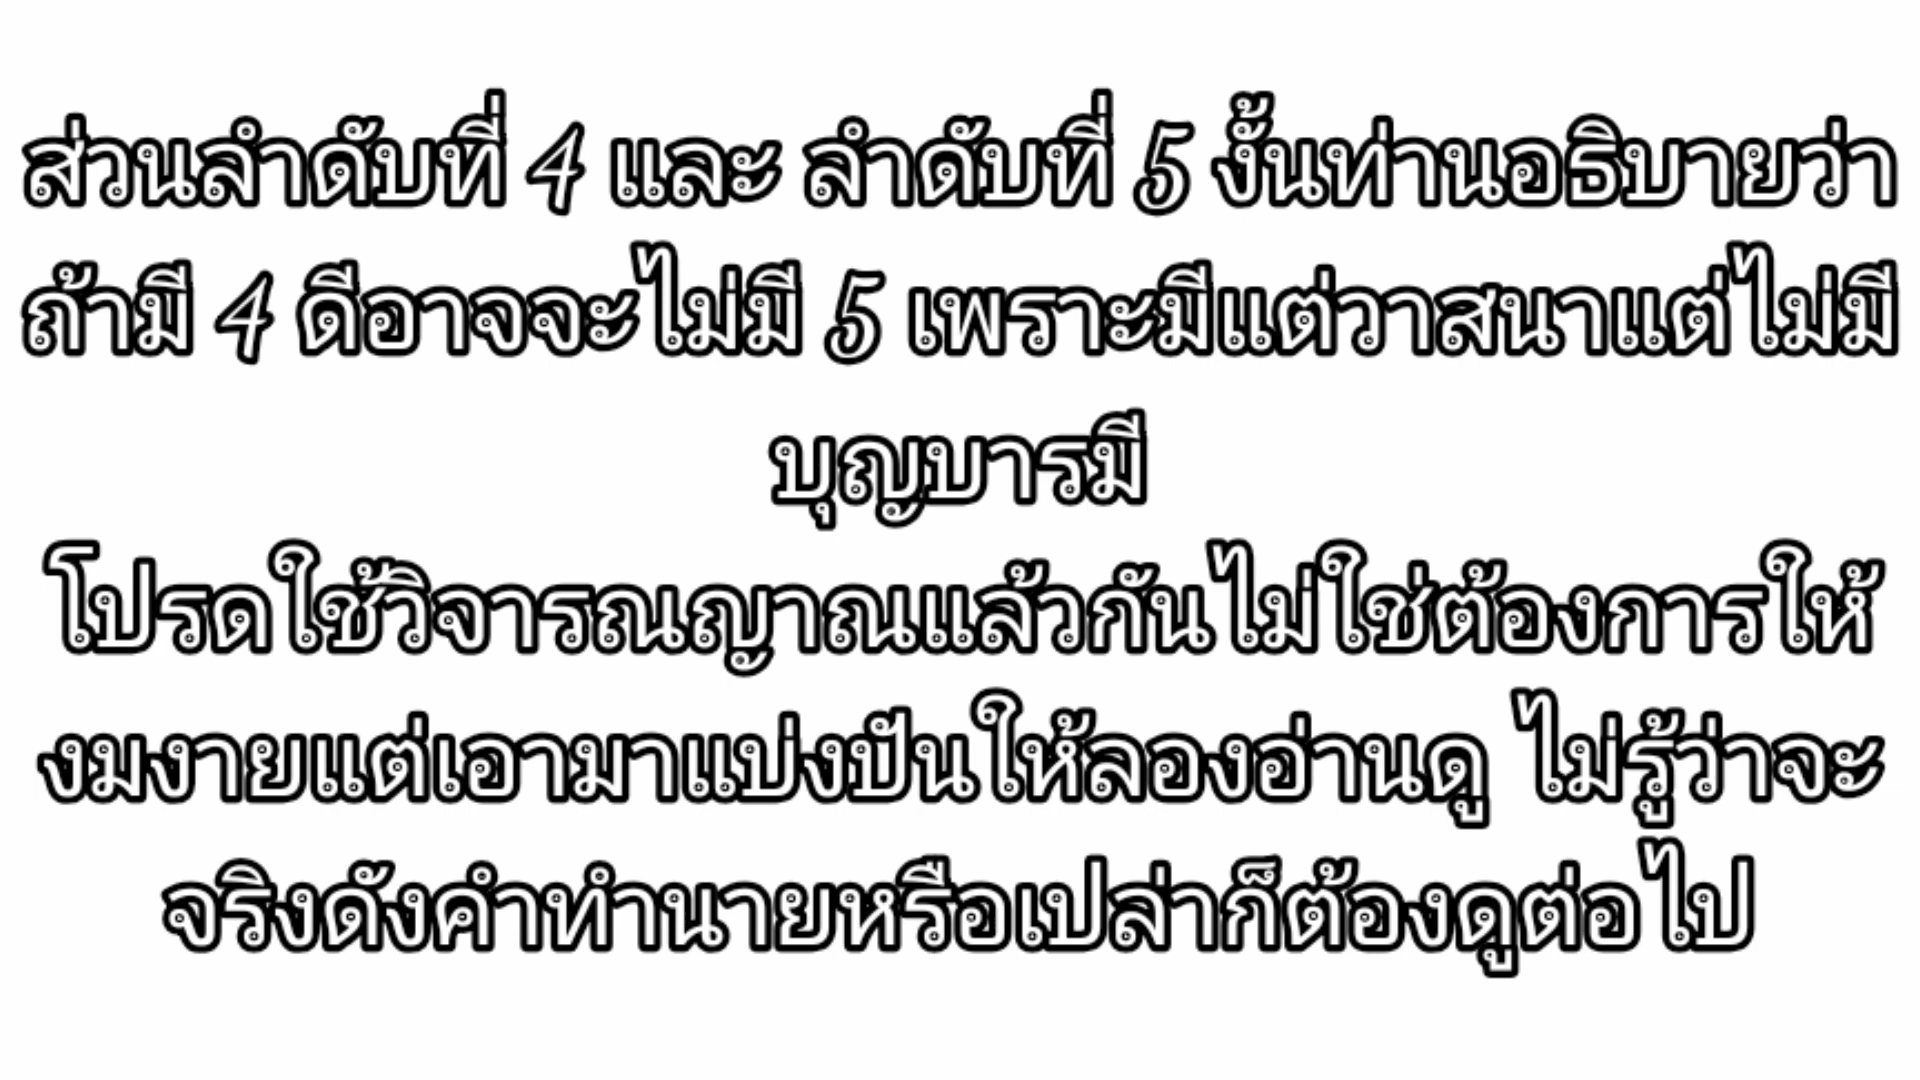 ส่วนลำดับที่ 4 และ ลำดับที่ 5 งั้นท่านอธิบายว่า
ถ้ามี 4 ดีอาจจะไม่มี 5 เพราะมีแต่วาสนาแต่ไม่มี
บุญบารมี
โปรดใช้วิจารณญาณแล้วกันไม่ใช่ต้องการให้
งมงายแต่เอามาแบ่งปันให้ลองอ่านดู ไม่รู้ว่าจะ
จริงดังคำทำนายหรือเปล่าก็ต้องดูต่อไป